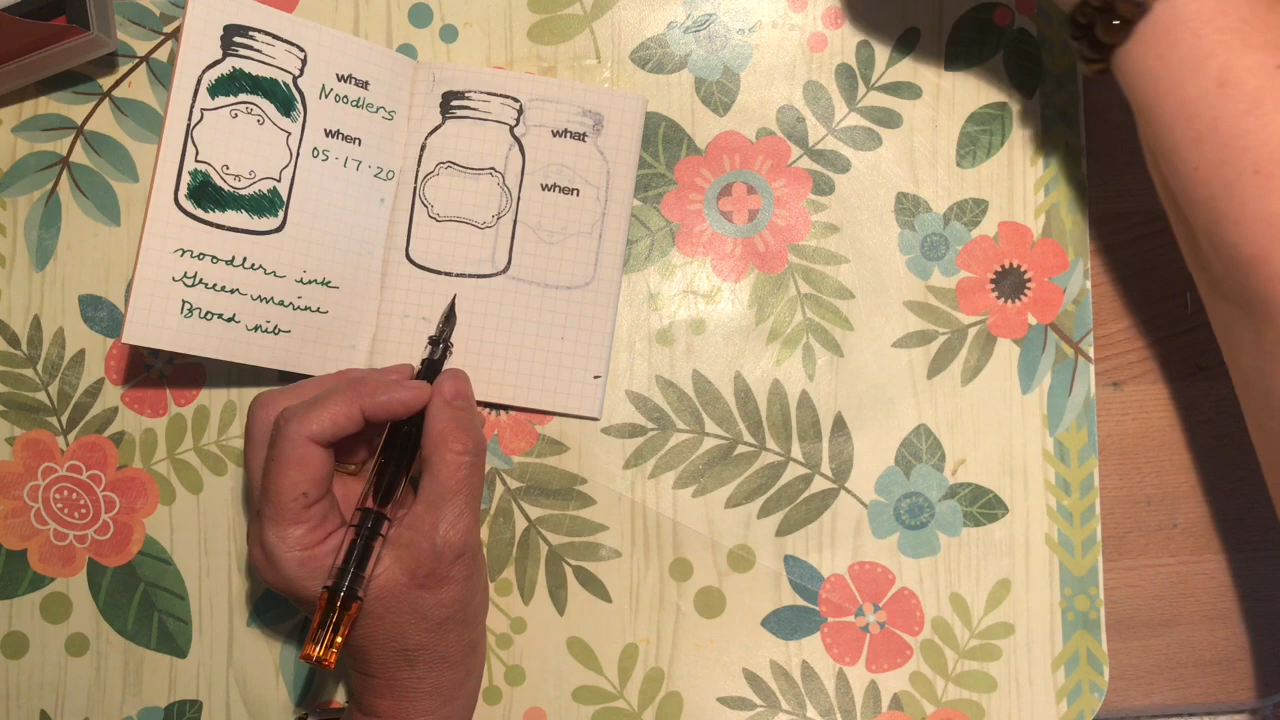 what
Noodlers
when
05·17·20
noodlers ink
Green marine
Broad nib
what
when